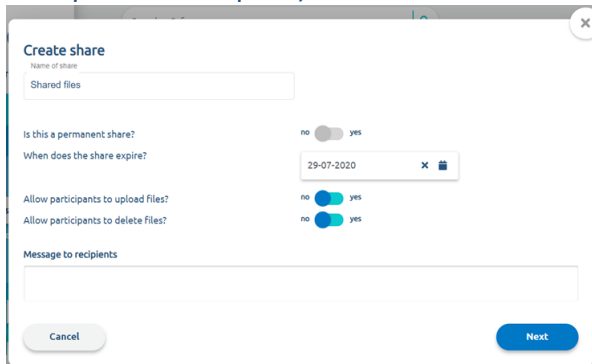 Create share
Name of share
Shared files
Is this a permanent share?
no yes
When does the share expire?
29-07-2020
Allow participants to upload files?
no yes
Allow participants to delete files?
no yes
Message to recipients
Cancel
Next